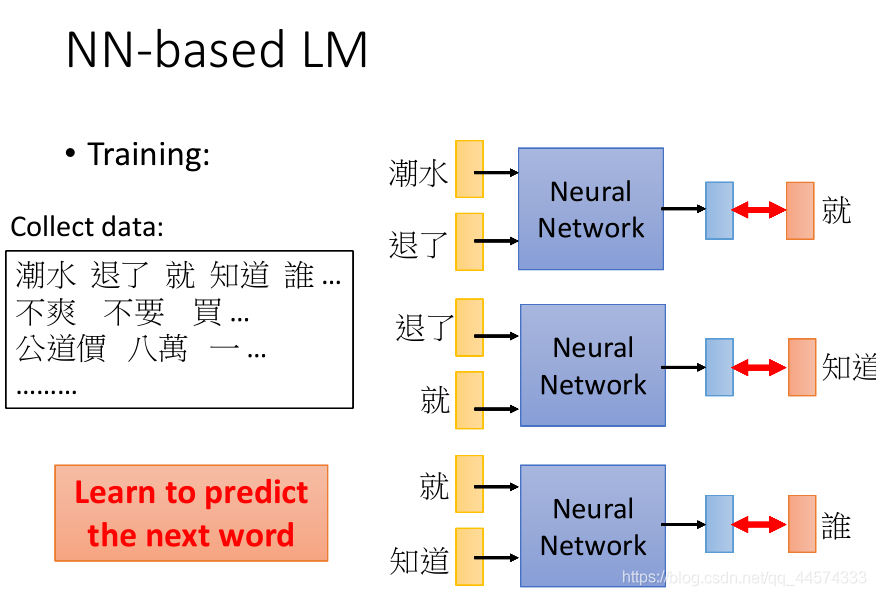 NN-based LM
• Training:
Collect data:
潮水 退了 就 知道 誰 …
不爽 不要 買 …
公道價 八萬 一 …
………
Learn to predict
the next word
潮水
退了
Neural
Network
就
退了
就
Neural
Network
知道
就
知道
Neural
Network
誰
https://blog.csdn.net/qq_44574333